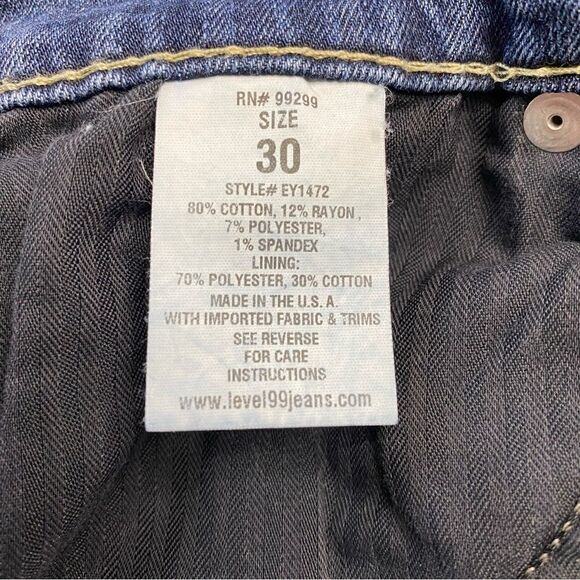 RN# 99299
SIZE
30
STYLE# EY1472
80% COTTON, 12% RAYON,
7% POLYESTER,
1% SPANDEX
LINING:
70% POLYESTER, 30% COTTON
MADE IN THE U.S.A.
WITH IMPORTED FABRIC & TRIMS
SEE REVERSE
FOR CARE
INSTRUCTIONS
www.level99jeans.com